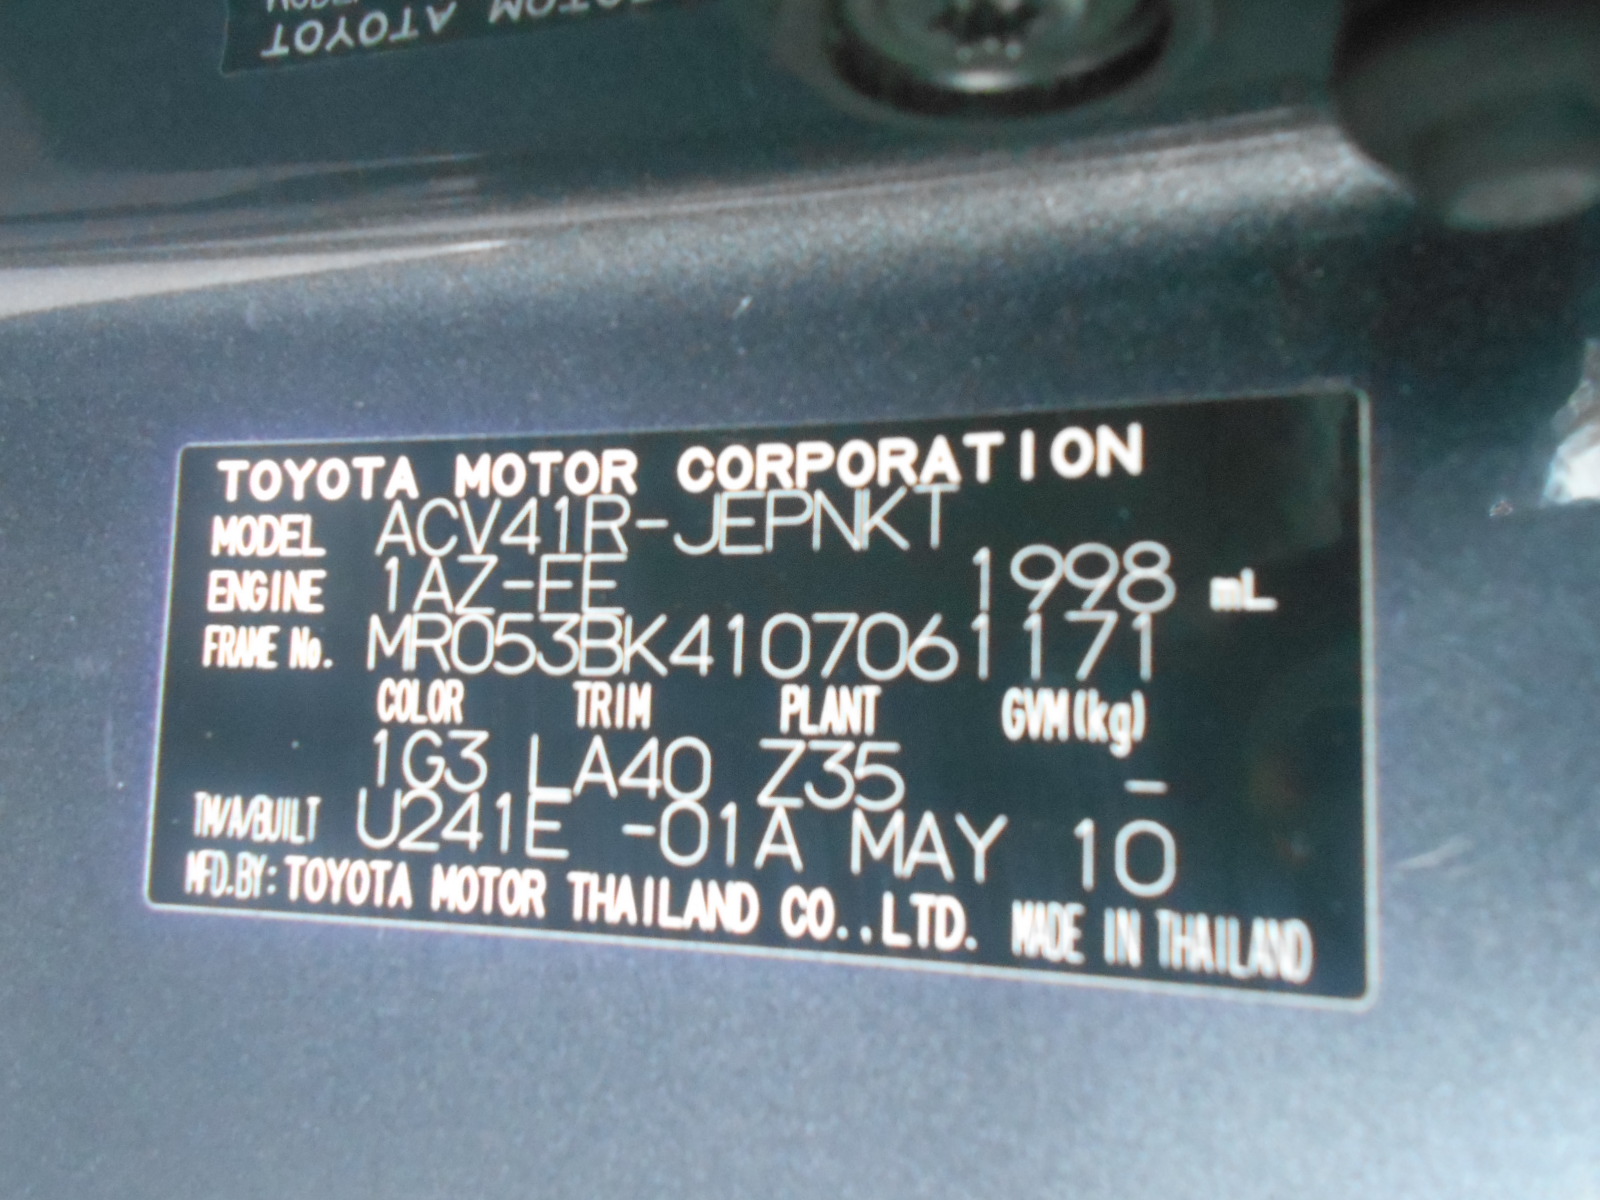 TOYOTA MOTOR CORPORATION
MODEL ACV41R-JEPNKT
ENGINE 1AZ-FE 1998 mL
FRAME No. MR053BK4107061171
COLOR TRIM PLANT GVM(kg)
1G3 LA40 Z35 -
TM/A/BUILT U241E -01A MAY 10
MFD.BY: TOYOTA MOTOR THAILAND CO.,LTD. MADE IN THAILAND